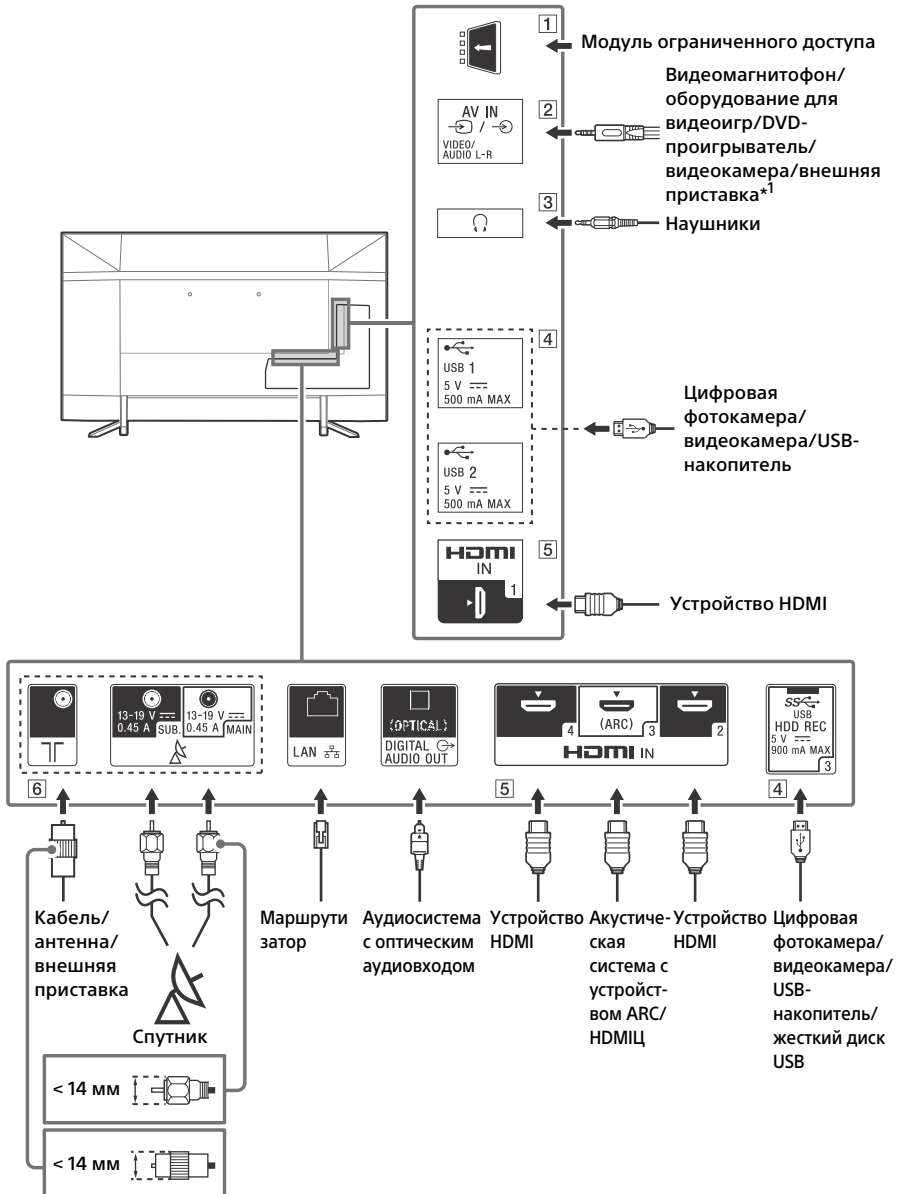 1
Модуль ограниченного доступа
AV IN
/
VIDEO/
AUDIO L-R
2
Видеомагнитофон/
оборудование для
видеоигр/DVD-
проигрыватель/
видеокамера/внешняя
приставка*1
3
Наушники
4
USB 1
5 V
500 mA MAX
USB 2
5 V
500 mA MAX
Цифровая
фотокамера/
видеокамера/USB-
накопитель
HDMI
IN
1
5
Устройство HDMI
13-19 V
0.45 A
SUB.
13-19 V
0.45 A
MAIN
LAN
(OPTICAL)
DIGITAL
AUDIO OUT
4
(ARC)
3
2
HDMI IN
SS
USB
HDD REC
5 V
900 mA MAX
3
6
5
4
Кабель/
антенна/
внешняя
приставка
Спутник
Маршрути
затор
Аудиосистема
с оптическим
аудиовходом
Устройство
HDMI
Акустиче-
ская
система с
устройст-
вом ARC/
HDMIЦ
Устройство
HDMI
Цифровая
фотокамера/
видеокамера/
USB-
накопитель/
жесткий диск
USB
< 14 мм
< 14 мм